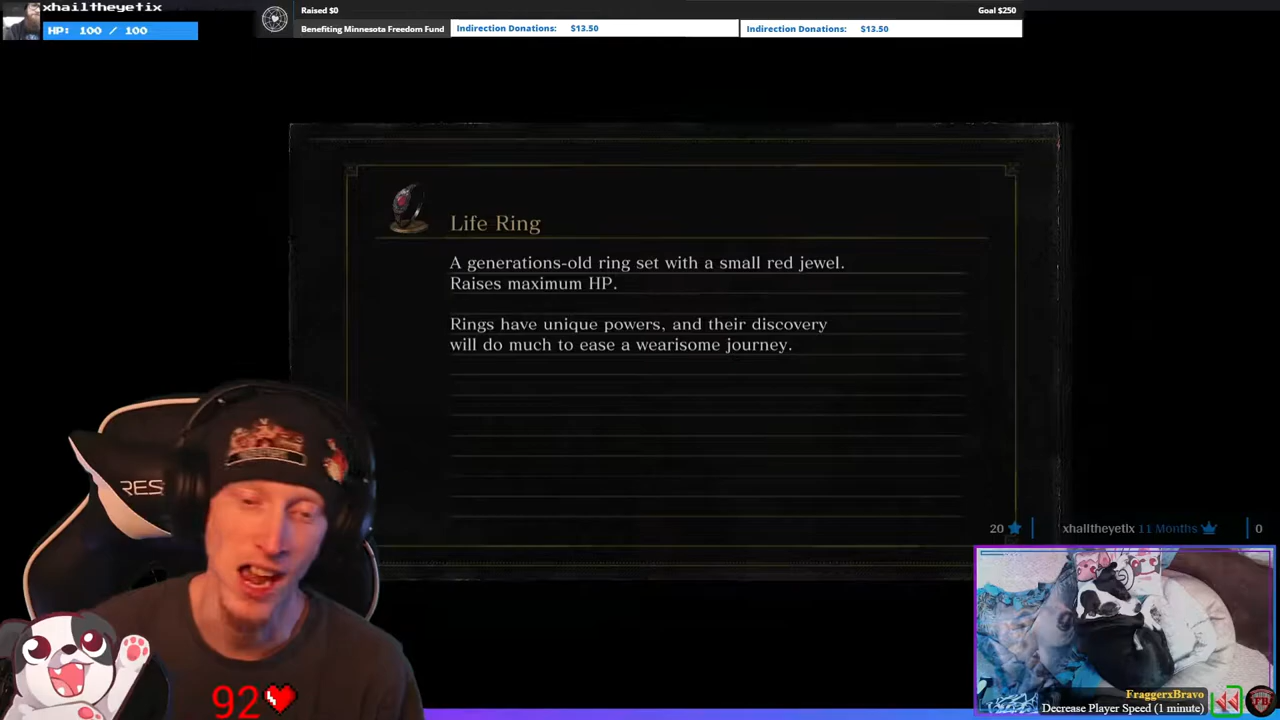 xhailtheyetix
HP: 100 / 100
Raised $0
Goal $250
Benefiting Minnesota Freedom Fund
Indirection Donations: $13.50
Indirection Donations: $13.50
Life Ring
A generations-old ring set with a small red jewel.
Raises maximum HP.
Rings have unique powers, and their discovery
will do much to ease a wearisome journey.
RES
20
xhailtheyetix 11 Months
0
92
FraggerxBravo
Decrease Player Speed (1 minute)